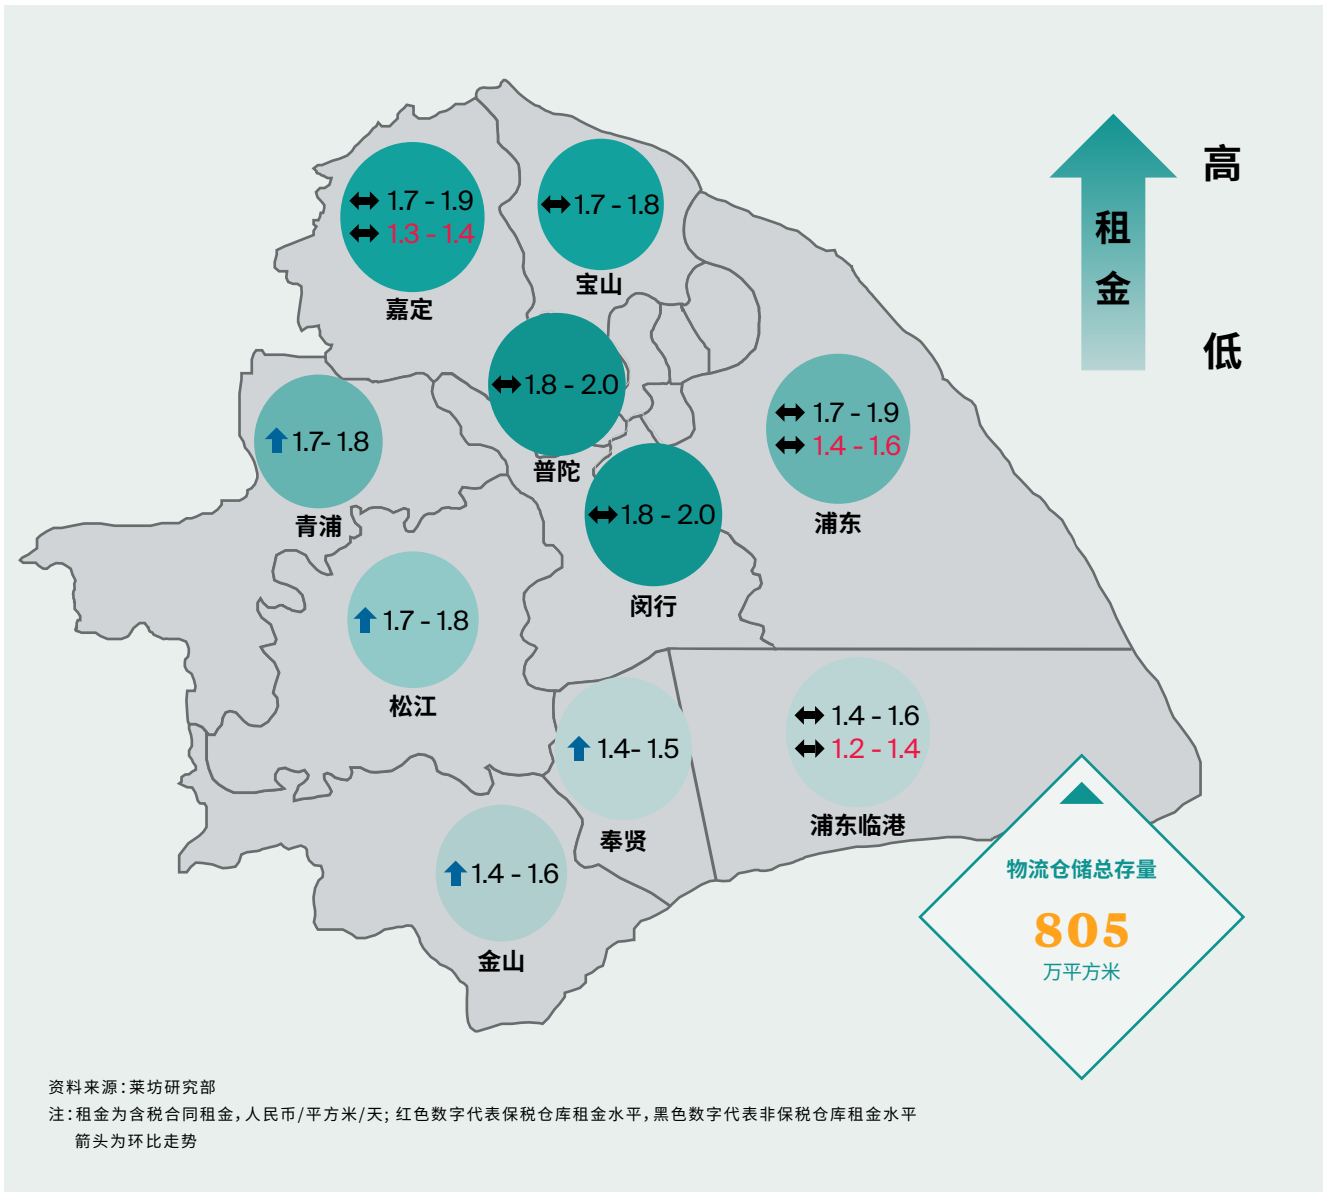 高
租
金
低
1.7 - 1.9
1.3 - 1.4
嘉定
1.7 - 1.8
宝山
1.8 - 2.0
普陀
1.7- 1.8
青浦
1.7 - 1.9
1.4 - 1.6
浦东
1.8 - 2.0
闵行
1.7 - 1.8
松江
1.4- 1.5
奉贤
1.4 - 1.6
1.2 - 1.4
浦东临港
1.4 - 1.6
金山
物流仓储总存量
805
万平方米
资料来源：莱坊研究部
注：租金为含税合同租金，人民币/平方米/天; 红色数字代表保税仓库租金水平，黑色数字代表非保税仓库租金水平
箭头为环比走势